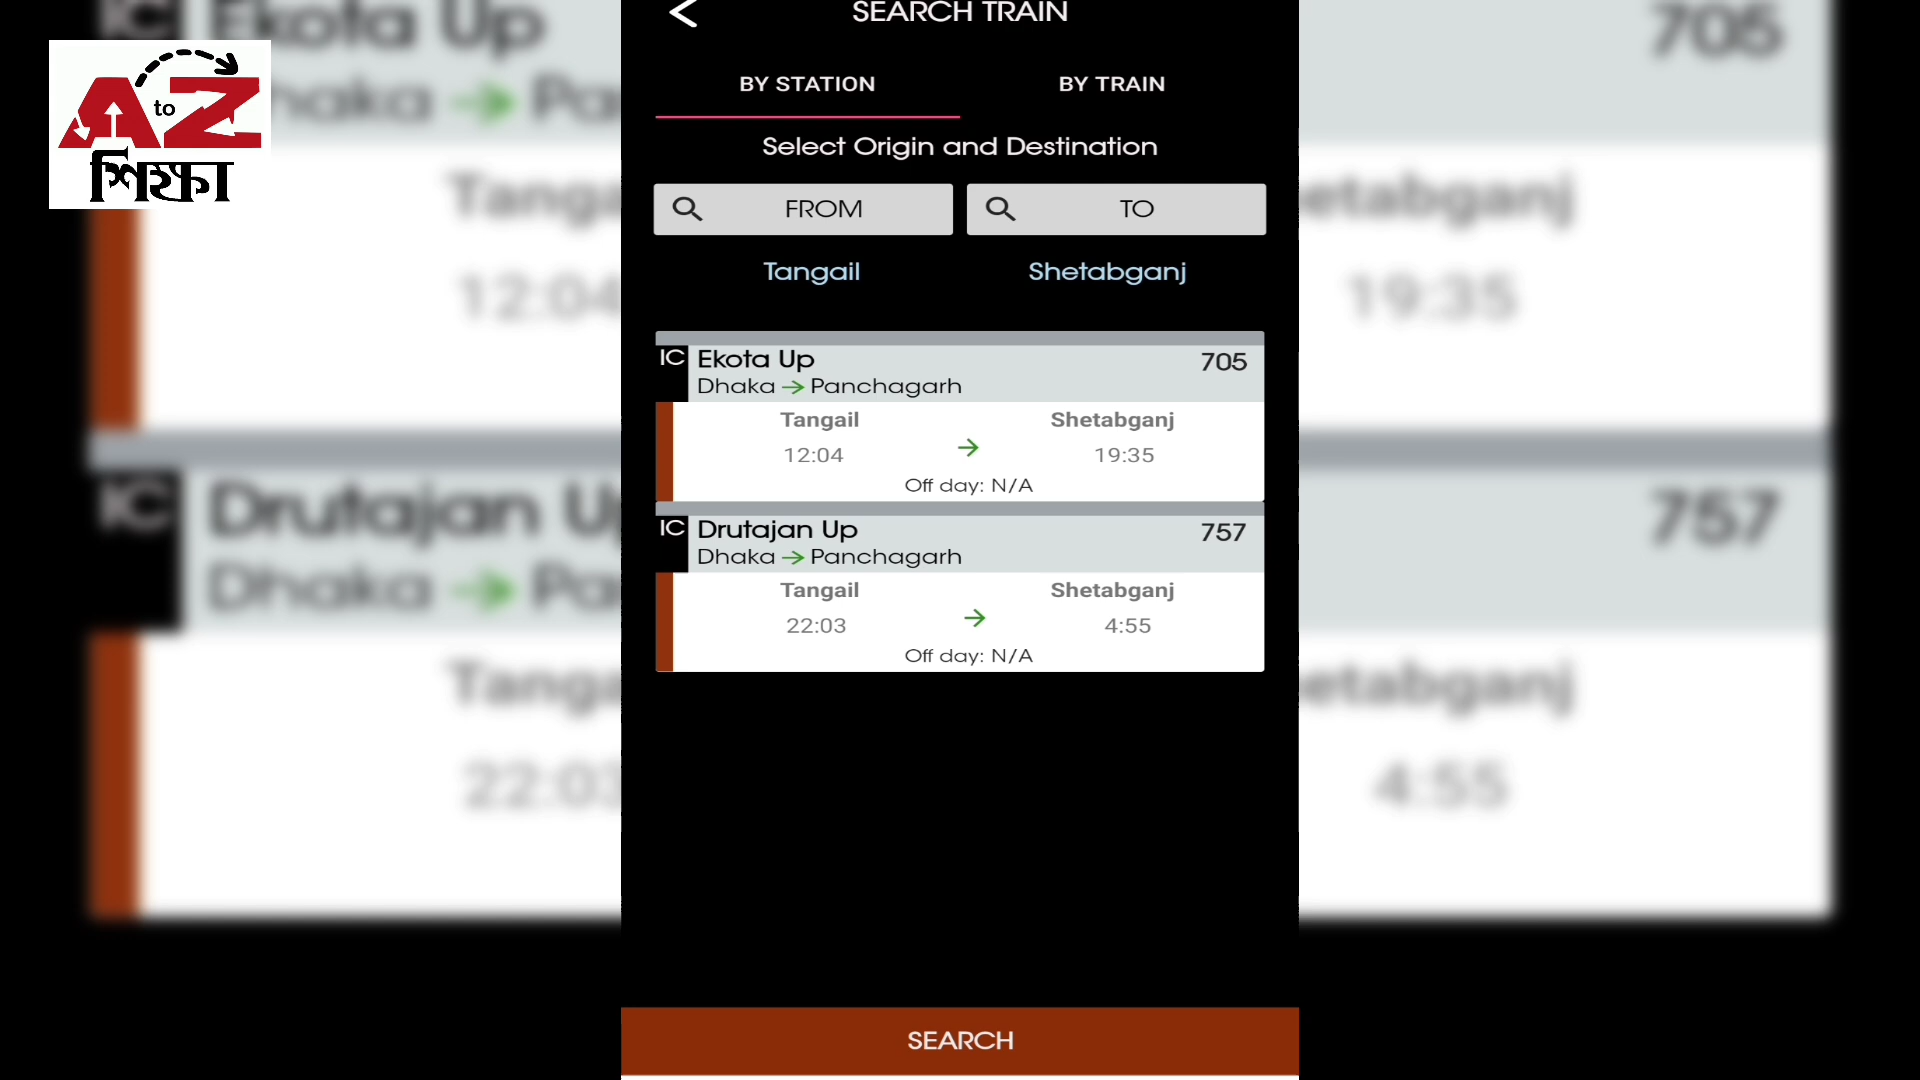 A to Z
শিক্ষা
SEARCH TRAIN
BY STATION
BY TRAIN
Select Origin and Destination
FROM
TO
Tangail
Shetabganj
IC
Ekota Up
705
Dhaka → Panchagarh
Tangail
Shetabganj
12:04
→
19:35
Off day: N/A
IC
Drutajan Up
757
Dhaka → Panchagarh
Tangail
Shetabganj
22:03
→
4:55
Off day: N/A
SEARCH